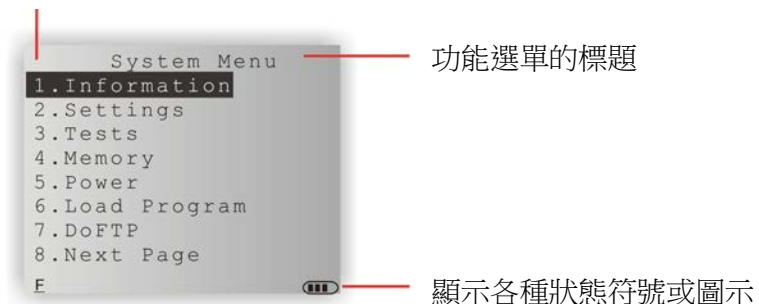 System Menu
功能選單的標題
1.Information
2.Settings
3.Tests
4.Memory
5.Power
6.Load Program
7.DoFTP
8.Next Page
F
顯示各種狀態符號或圖示